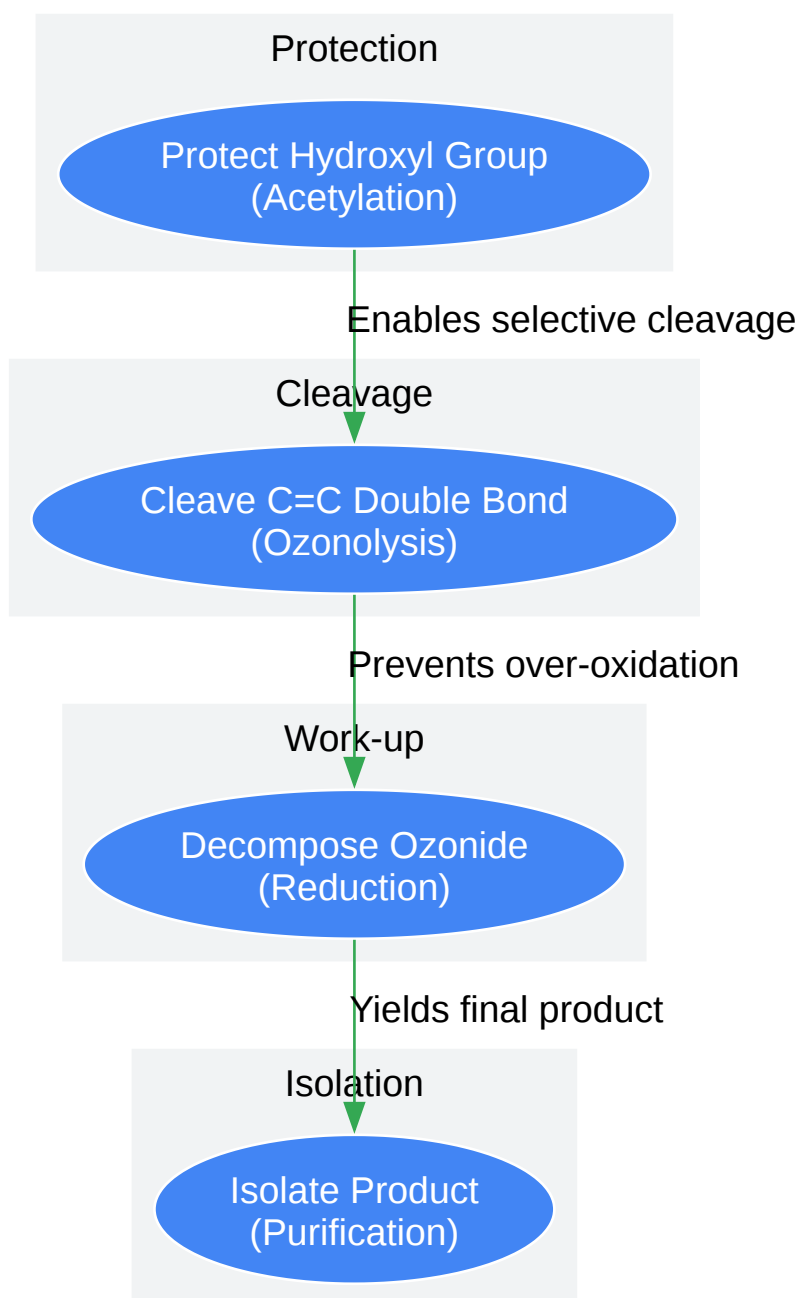 Protection
Protect Hydroxyl Group
(Acetylation)
Enables selective cleavage
Cleavage
Cleave C=C Double Bond
(Ozonolysis)
Prevents over-oxidation
Work-up
Decompose Ozonide
(Reduction)
Yields final product
Isolation
Isolate Product
(Purification)